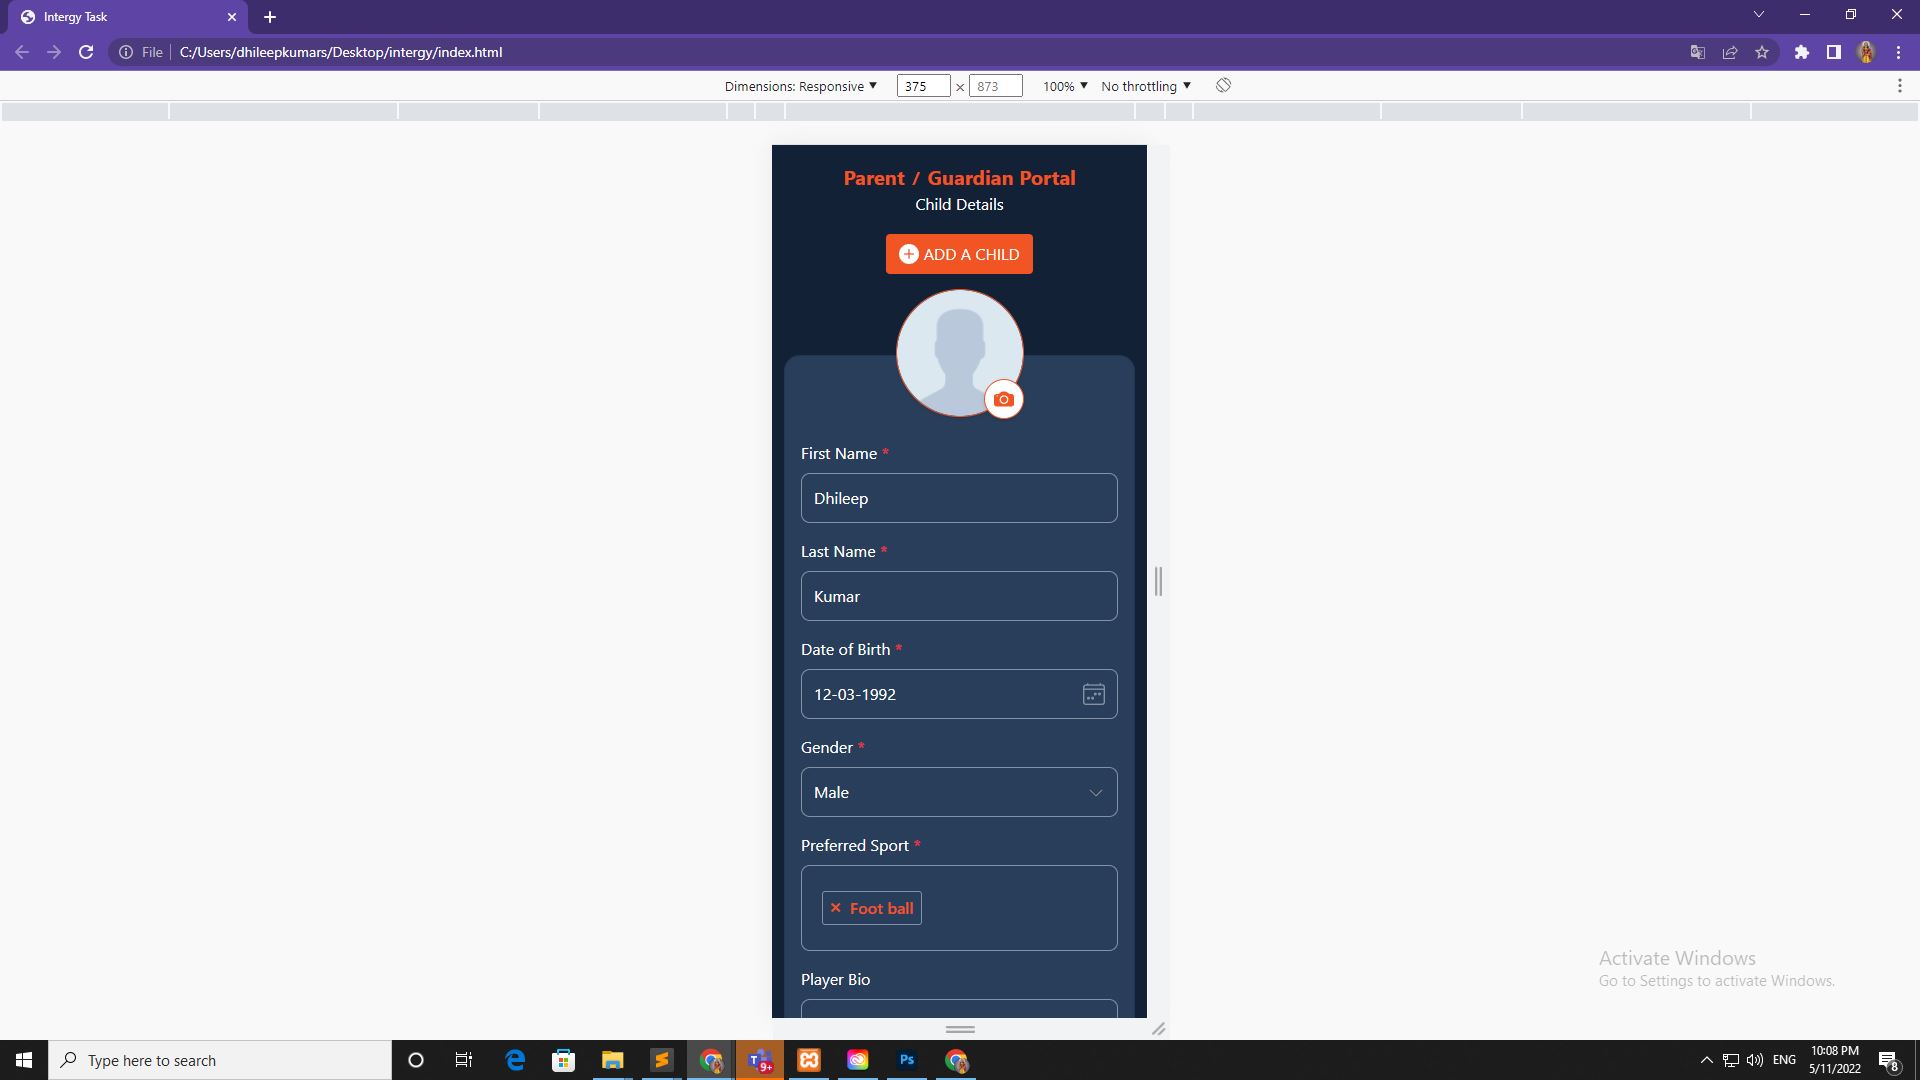 Intergy Task
File
C:/Users/dhileepkumars/Desktop/intergy/index.html
Dimensions: Responsive ▼ 375 × 873 100% ▼ No throttling ▼
Parent / Guardian Portal
Child Details
ADD A CHILD
First Name *
Dhileep
Last Name *
Kumar
Date of Birth *
12-03-1992
Gender *
Male
Preferred Sport *
× Foot ball
Player Bio
Activate Windows
Go to Settings to activate Windows.
Type here to search
T 9+
Ps
ENG
10:08 PM
5/11/2022
8